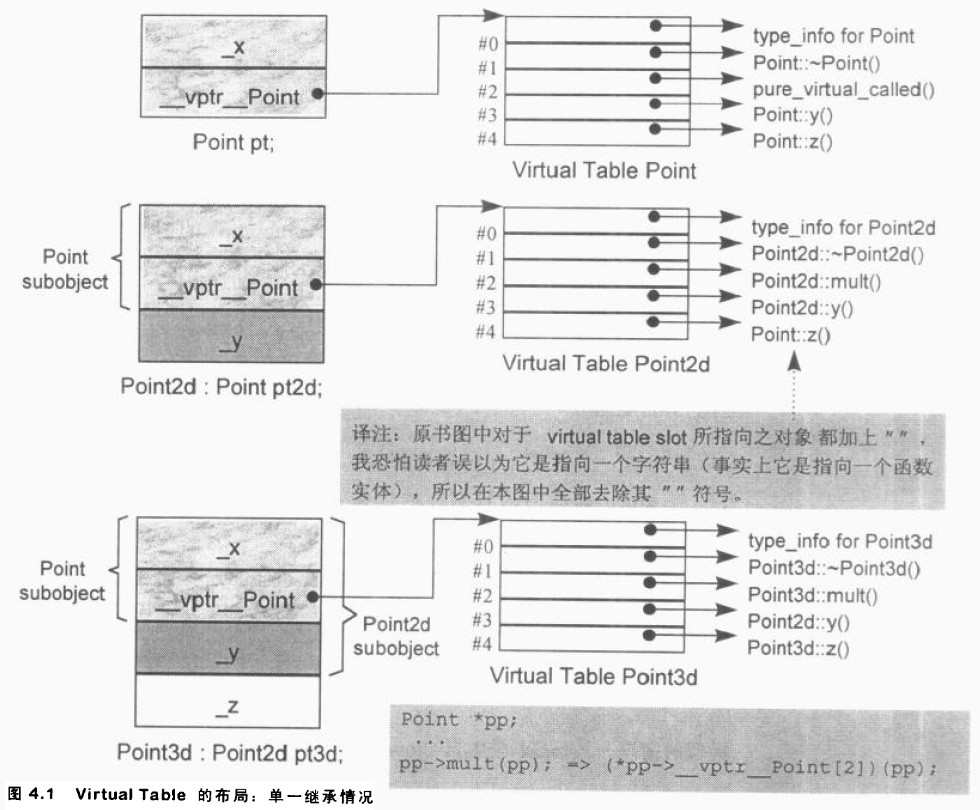 _x
__vptr__Point
Point pt;
#0
#1
#2
#3
#4
type_info for Point
Point::~Point()
pure_virtual_called()
Point::y()
Point::z()
Virtual Table Point
Point
subobject
_x
__vptr__Point
_y
Point2d : Point pt2d;
#0
#1
#2
#3
#4
type_info for Point2d
Point2d::~Point2d()
Point2d::mult()
Point2d::y()
Point::z()
Virtual Table Point2d
译注：原书图中对于 virtual table slot 所指向之对象 都加上 " "，
我恐怕读者误以为它是指向一个字符串（事实上它是指向一个函数
实体），所以在本图中全部去除其 " " 符号。
Point
subobject
_x
__vptr__Point
_y
_z
Point2d
subobject
Point3d : Point2d pt3d;
#0
#1
#2
#3
#4
type_info for Point3d
Point3d::~Point3d()
Point3d::mult()
Point2d::y()
Point3d::z()
Virtual Table Point3d
Point *pp;
...
pp->mult(pp); => (*pp->__vptr__Point[2])(pp);
图 4.1 Virtual Table 的布局：单一继承情况